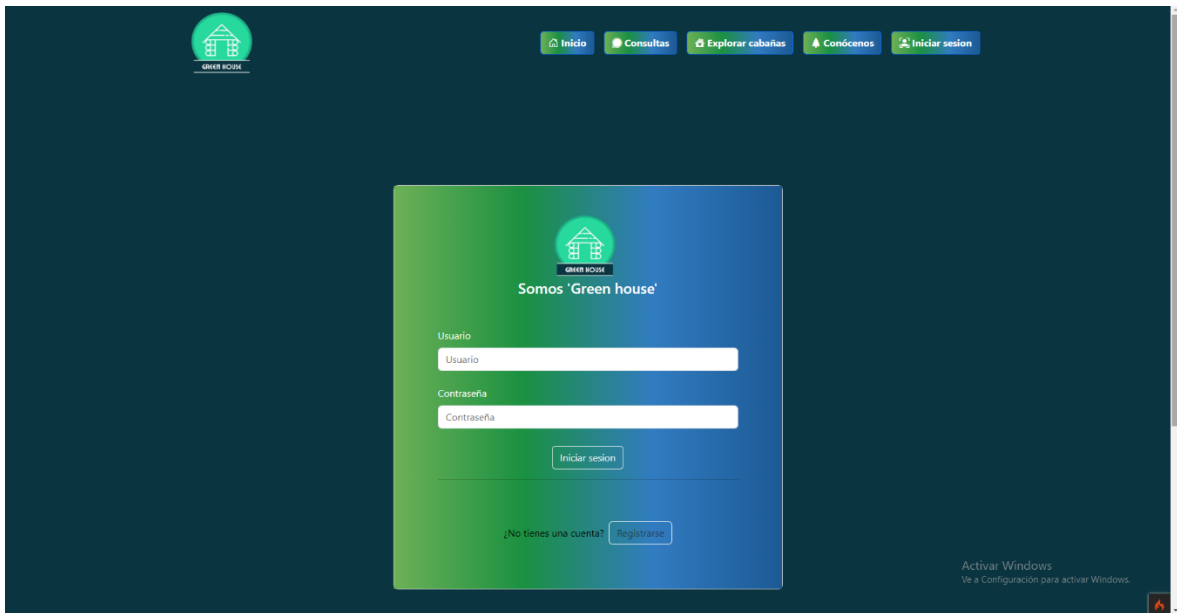 GREEN HOUSE
Inicio
Consultas
Explorar cabañas
Conócenos
Iniciar sesion
GREEN HOUSE
Somos 'Green house'
Usuario
Usuario
Contraseña
Contraseña
Iniciar sesion
¿No tienes una cuenta? Registrarse
Activar Windows
Ve a Configuración para activar Windows.